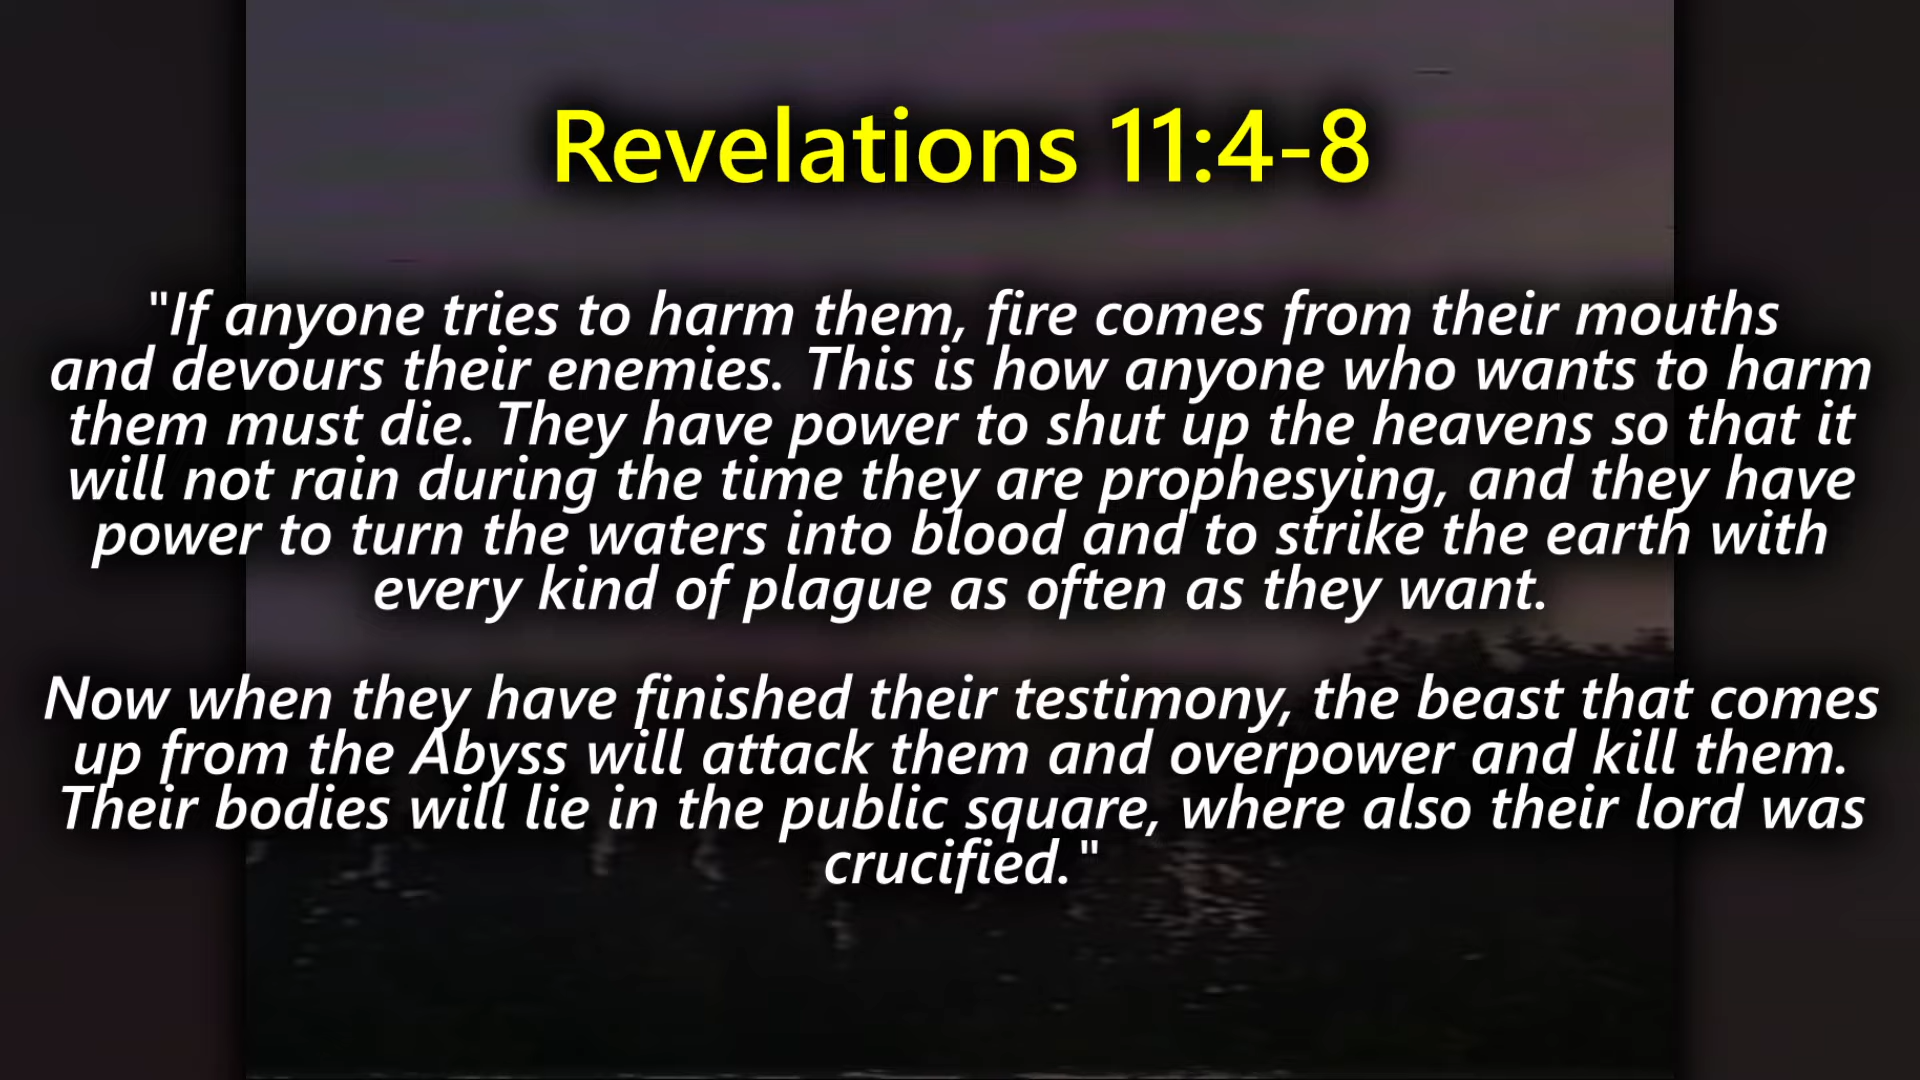 Revelations 11:4-8
"If anyone tries to harm them, fire comes from their mouths
and devours their enemies. This is how anyone who wants to harm
them must die. They have power to shut up the heavens so that it
will not rain during the time they are prophesying, and they have
power to turn the waters into blood and to strike the earth with
every kind of plague as often as they want.
Now when they have finished their testimony, the beast that comes
up from the Abyss will attack them and overpower and kill them.
Their bodies will lie in the public square, where also their lord was
crucified."